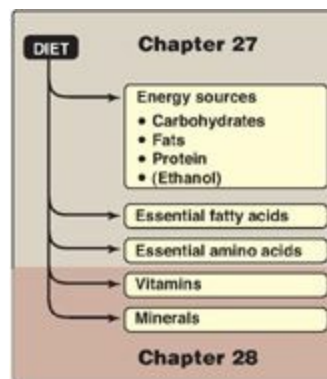 DIET
Chapter 27
Energy sources
• Carbohydrates
• Fats
• Protein
• (Ethanol)
Essential fatty acids
Essential amino acids
Vitamins
Minerals
Chapter 28